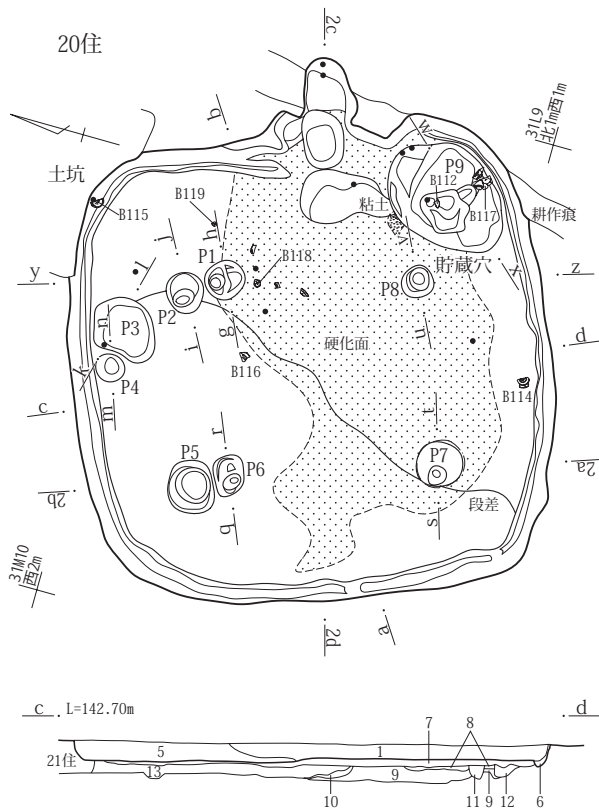 20住
2c
31L9
北1m西1m
b
w
土坑
B119
P9
B112
B115
B117
粘土
耕作痕
j
h
v
l
P1
B118
貯蔵穴
x
y
z
P2
P8
P3
n
g
u
硬化面
d
i
B116
k
P4
B114
c
m
t
r
P5
P6
P7
2a
2b
段差
q
s
31M10
西2m
2d
a
c
L=142.70m
d
7
8
5
1
21住
13
9
10
11
9
12
6